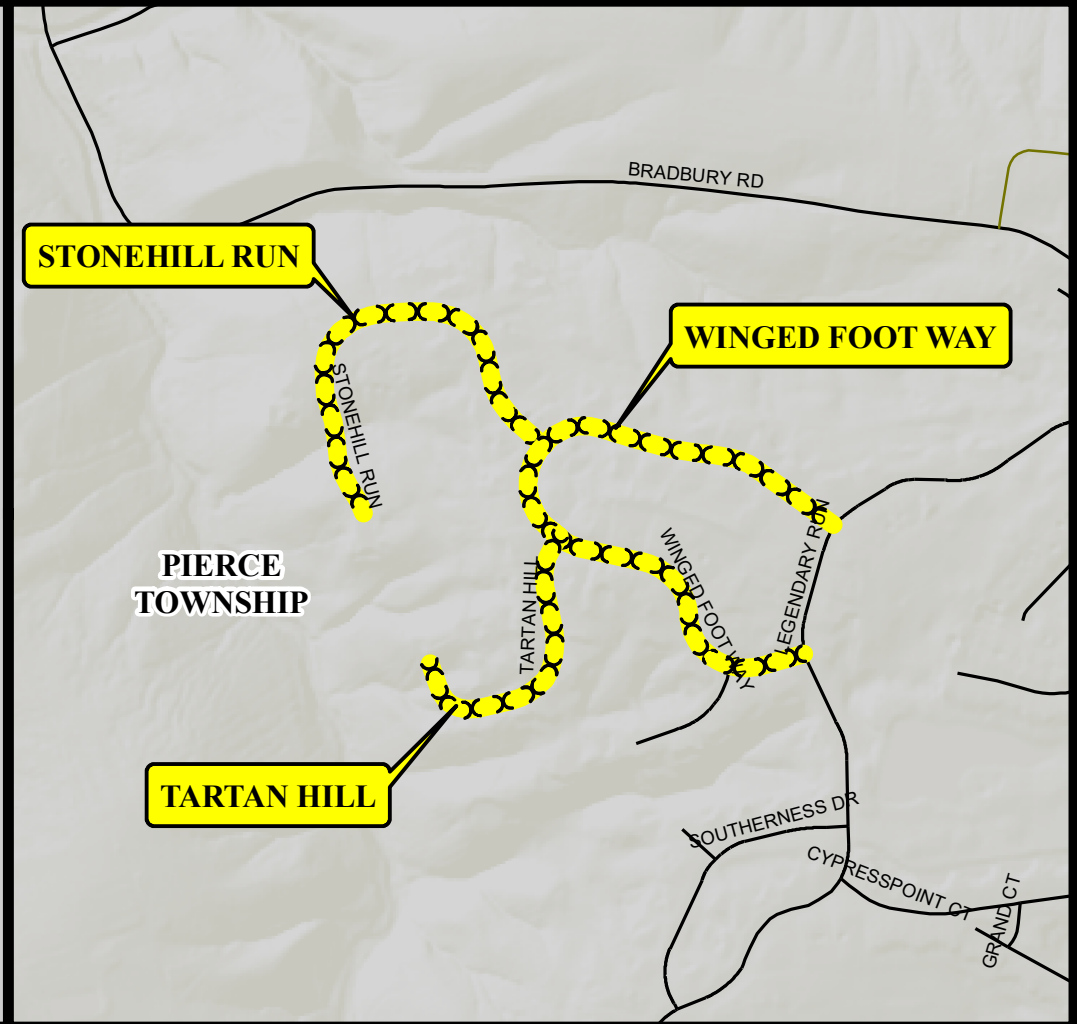 BRADBURY RD
STONEHILL RUN
WINGED FOOT WAY
STONEHILL RUN
LEGENDARY RUN
WINGED FOOT WAY
PIERCE
TOWNSHIP
TARTAN HILL
TARTAN HILL
SOUTHERNESS DR
CYPRESSPOINT CT
GRAND CT